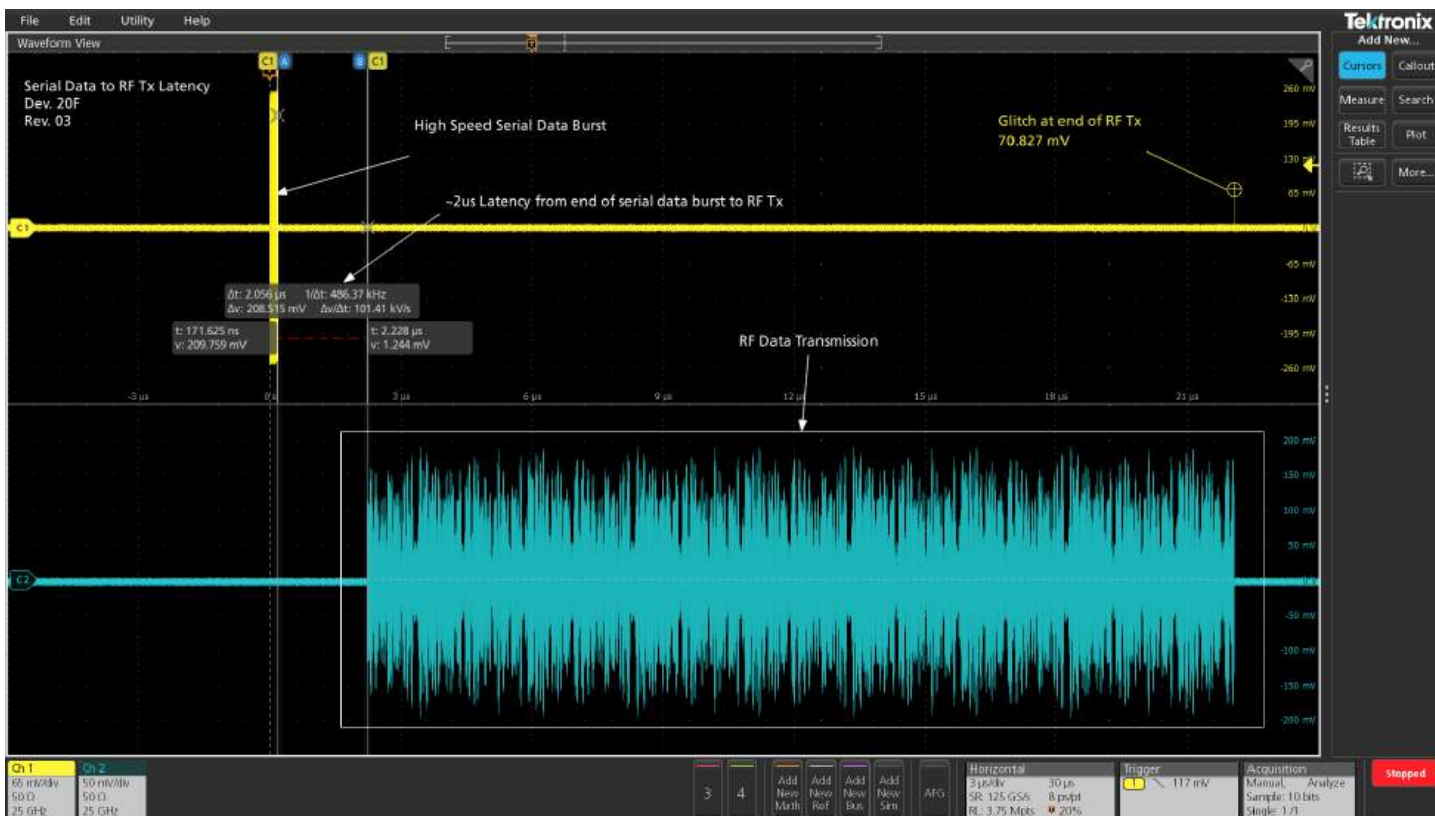 File Edit Utility Help
Tektronix
Waveform View
Add New...
C1 A B C1
Cursors Callout
Measure Search
Results Table Plot
More...
Serial Data to RF Tx Latency
Dev. 20F
Rev. 03
High Speed Serial Data Burst
Glitch at end of RF Tx
70.827 mV
~2us Latency from end of serial data burst to RF Tx
260 mV
195 mV
130 mV
65 mV
0 V
-65 mV
-130 mV
-195 mV
-260 mV
C1
Δt: 2.056 µs 1/Δt: 486.37 kHz
Δv: 208.515 mV Δv/Δt: 101.41 kV/s
t: 171.625 ns
v: 209.759 mV
t: 2.228 µs
v: 1.244 mV
RF Data Transmission
-3 µs 0 s 3 µs 6 µs 9 µs 12 µs 15 µs 18 µs 21 µs
200 mV
150 mV
100 mV
50 mV
0 V
-50 mV
-100 mV
-150 mV
-200 mV
C2
Ch 1
65 mV/div
50 Ω
25 GHz
Ch 2
50 mV/div
50 Ω
25 GHz
3 4
Add New Math
Add New Ref
Add New Bus
Add New Sim
AFG
Horizontal
3 µs/div 30 µs
SR: 125 GS/s 8 ps/pt
RL: 3.75 Mpts 20%
Trigger
1 117 mV
Acquisition
Manual, Analyze
Sample: 10 bits
Single: 1 /1
Stopped